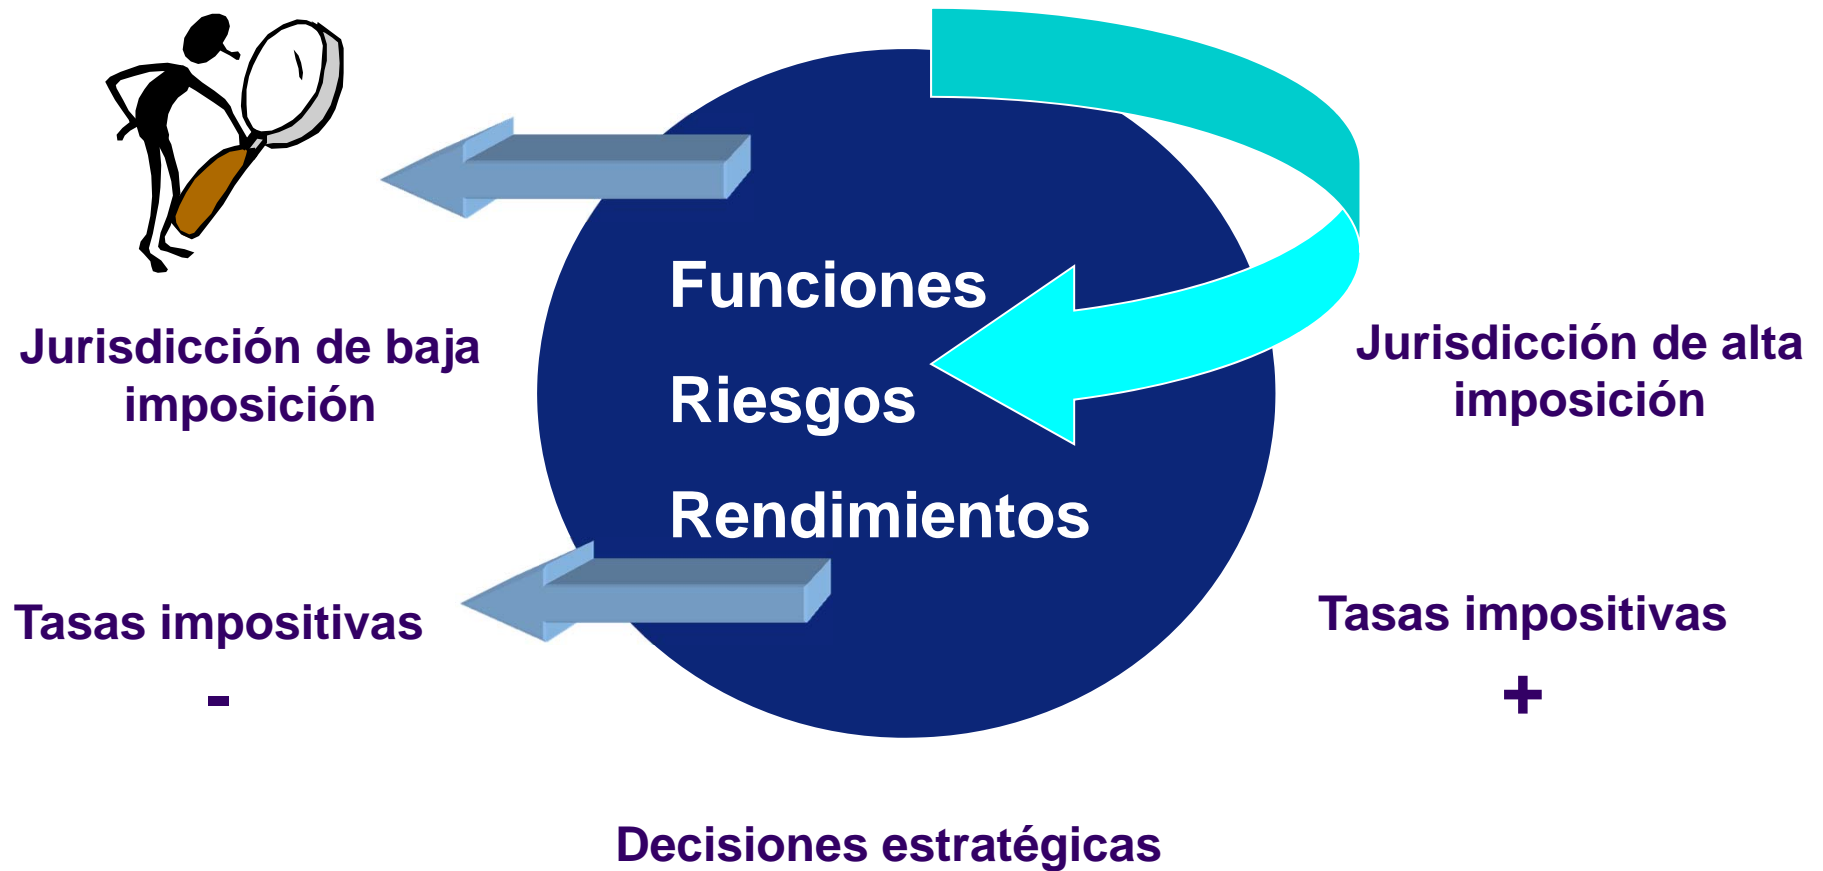 Funciones
Riesgos
Rendimientos
Jurisdicción de baja
imposición
Jurisdicción de alta
imposición
Tasas impositivas
-
Tasas impositivas
+
Decisiones estratégicas